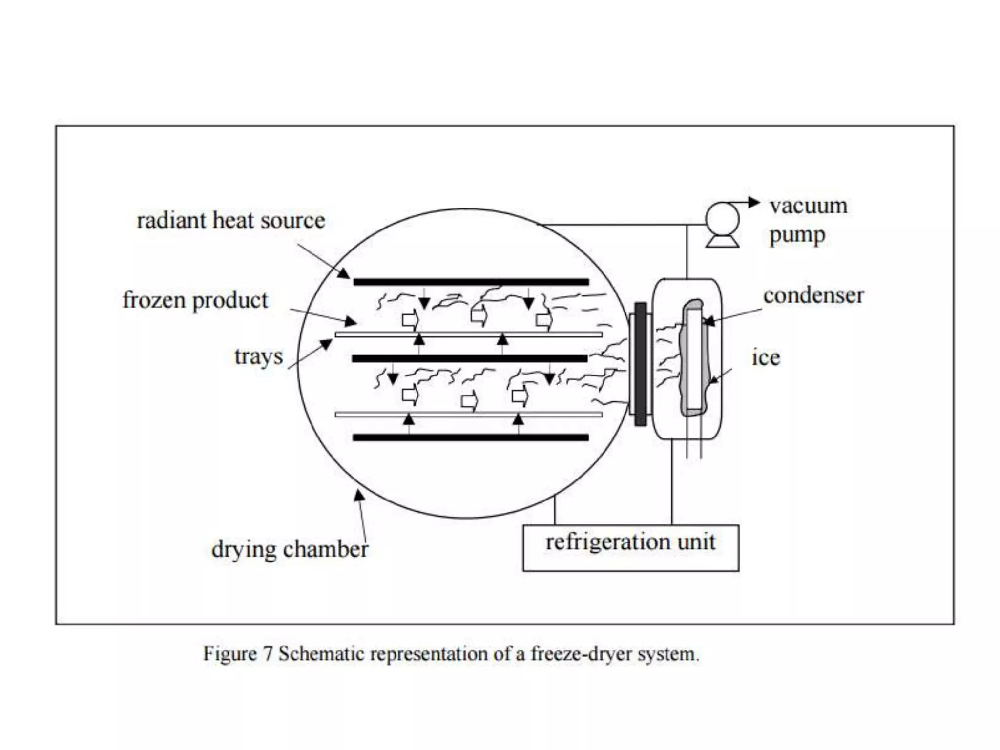 radiant heat source
frozen product
trays
drying chamber
vacuum
pump
condenser
ice
refrigeration unit
Figure 7 Schematic representation of a freeze-dryer system.